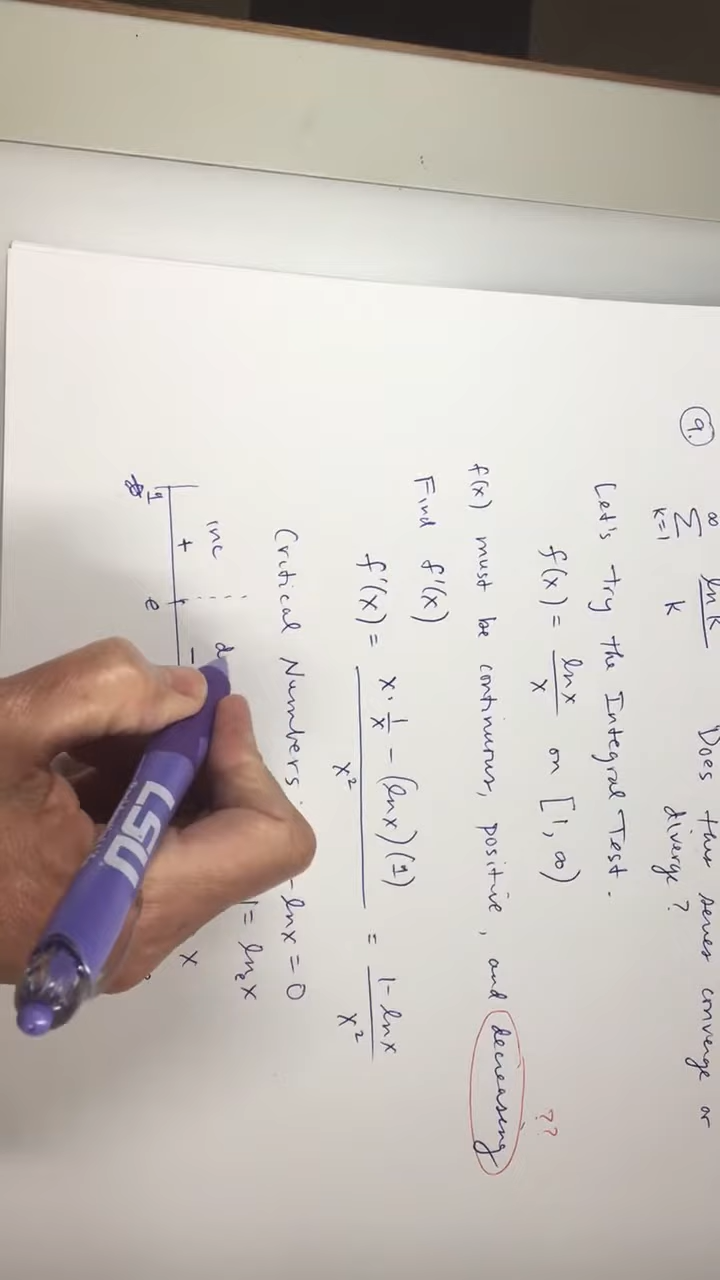 9. ∞ Σ k=1 ln k / k Does this series converge or
diverge?
Let's try the Integral Test.
f(x) = ln x / x on [1, ∞)
??
f(x) must be continuous, positive, and decreasing
Find f'(x)
f'(x) = x · 1/x - (ln x)(1) / x² = 1 - ln x / x²
Critical Numbers: - ln x = 0
1 = lnₑ x
inc d
+ -
1 e x
LSU